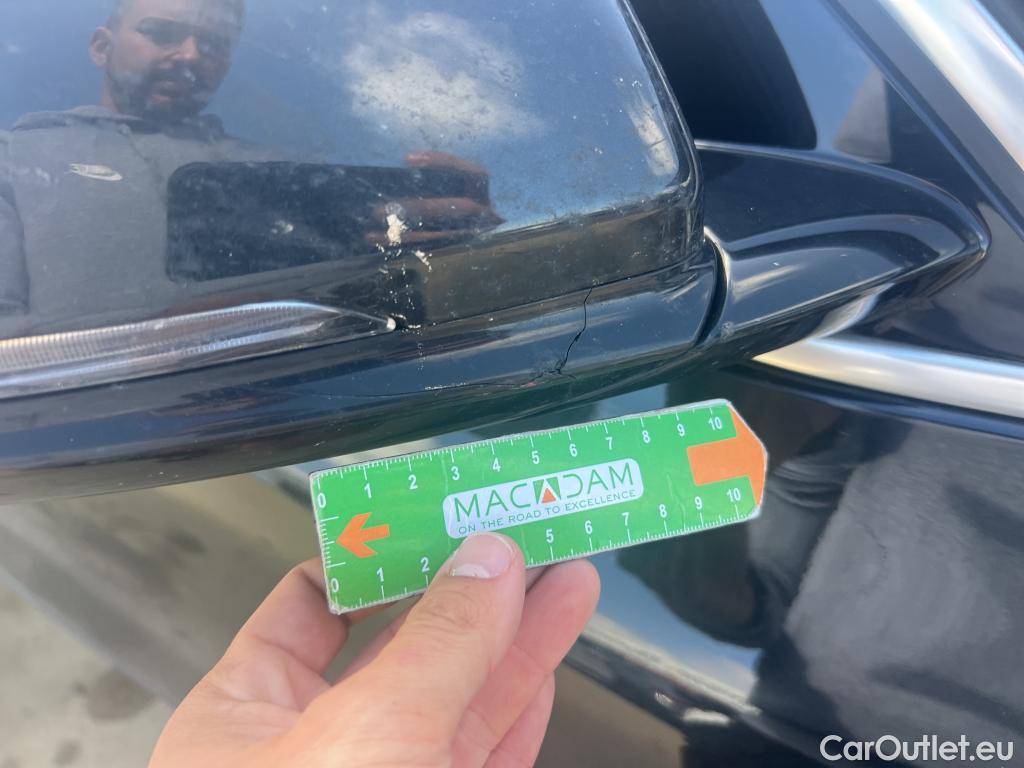 0 1 2 3 4 5 6 7 8 9 10
MACADAM
ON THE ROAD TO EXCELLENCE
0 1 2 5 6 7 8 9 10
CarOutlet.eu